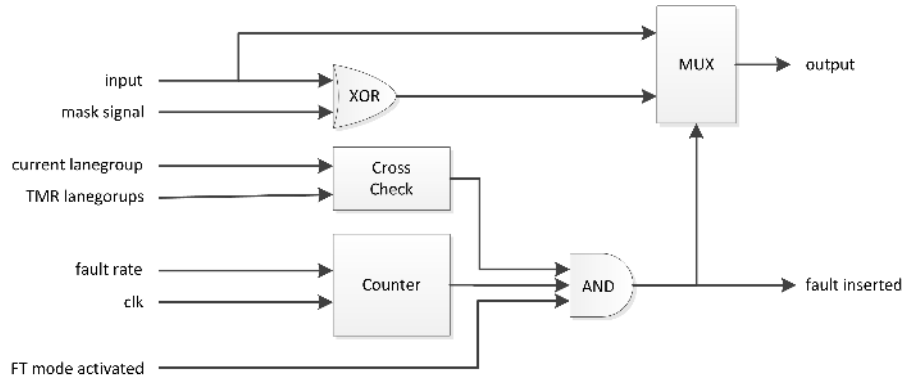 MUX
input
output
XOR
mask signal
current lanegroup
Cross
Check
TMR lanegorups
fault rate
Counter
AND
fault inserted
clk
FT mode activated